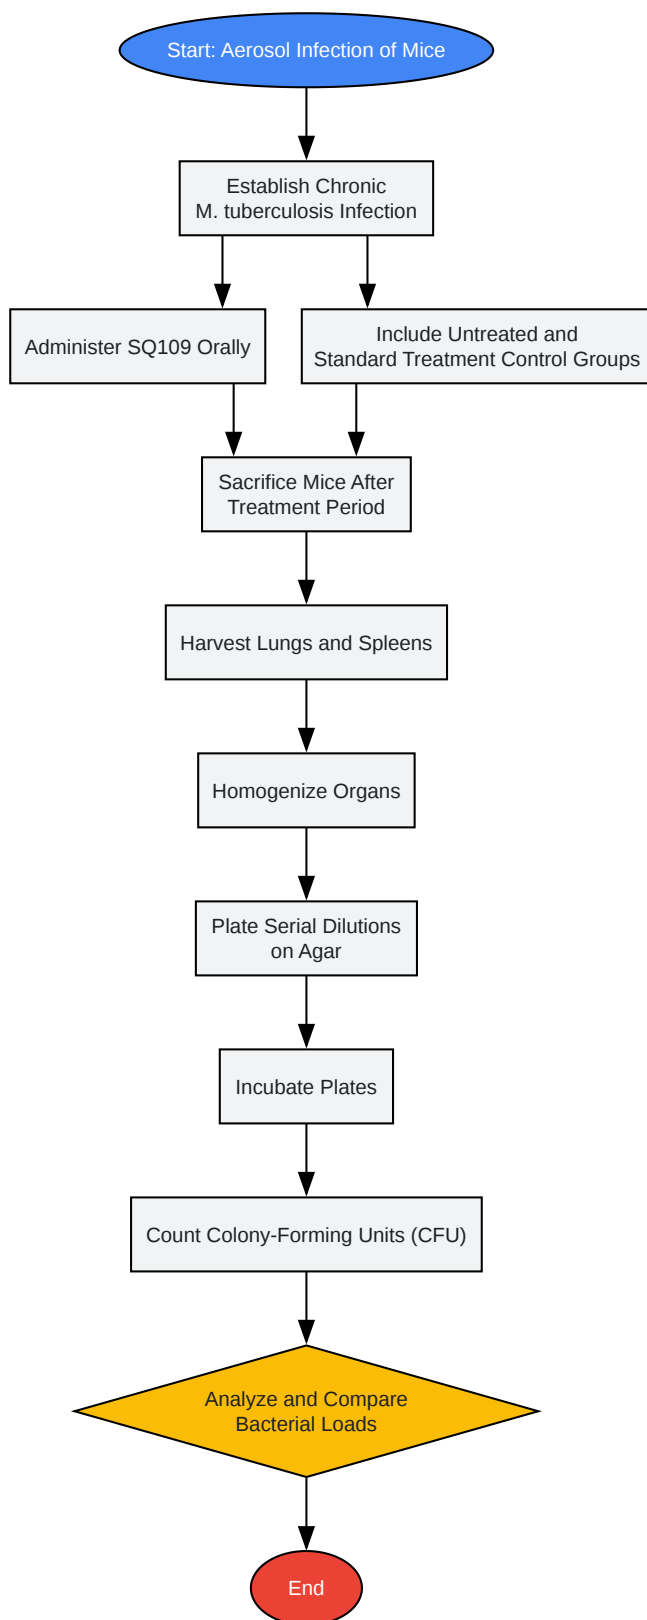 Start: Aerosol Infection of Mice
Establish Chronic
M. tuberculosis Infection
Administer SQ109 Orally
Include Untreated and
Standard Treatment Control Groups
Sacrifice Mice After
Treatment Period
Harvest Lungs and Spleens
Homogenize Organs
Plate Serial Dilutions
on Agar
Incubate Plates
Count Colony-Forming Units (CFU)
Analyze and Compare
Bacterial Loads
End